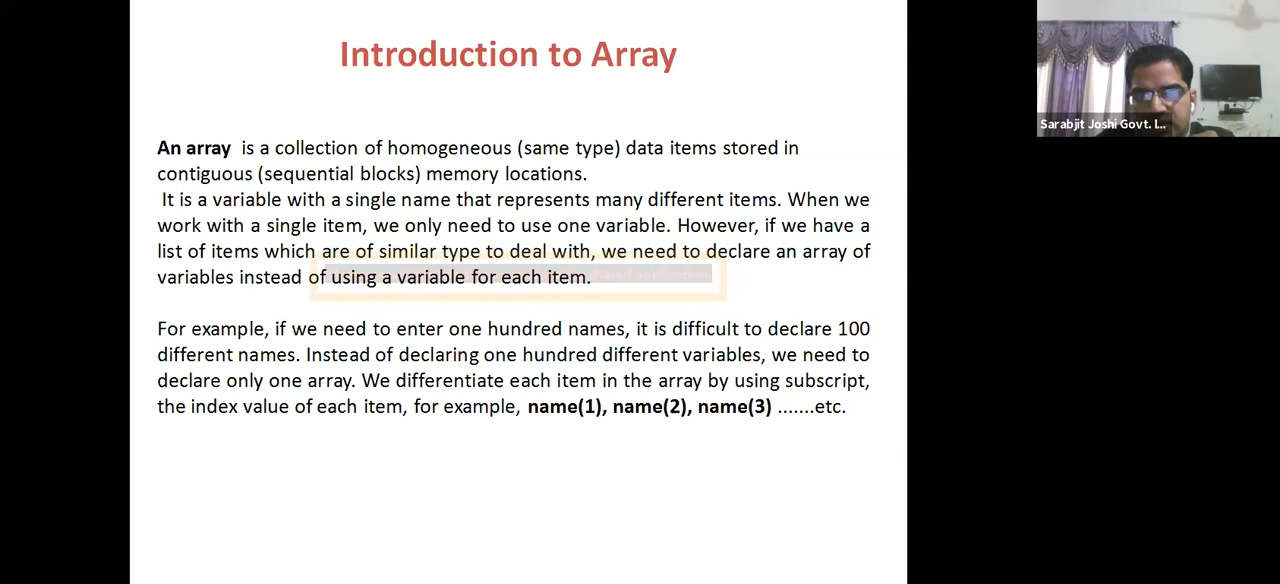 Introduction to Array
Sarabjit Joshi Govt. I...
An array is a collection of homogeneous (same type) data items stored in
contiguous (sequential blocks) memory locations.
It is a variable with a single name that represents many different items. When we
work with a single item, we only need to use one variable. However, if we have a
list of items which are of similar type to deal with, we need to declare an array of
variables instead of using a variable for each item.
For example, if we need to enter one hundred names, it is difficult to declare 100
different names. Instead of declaring one hundred different variables, we need to
declare only one array. We differentiate each item in the array by using subscript,
the index value of each item, for example, name(1), name(2), name(3) .......etc.